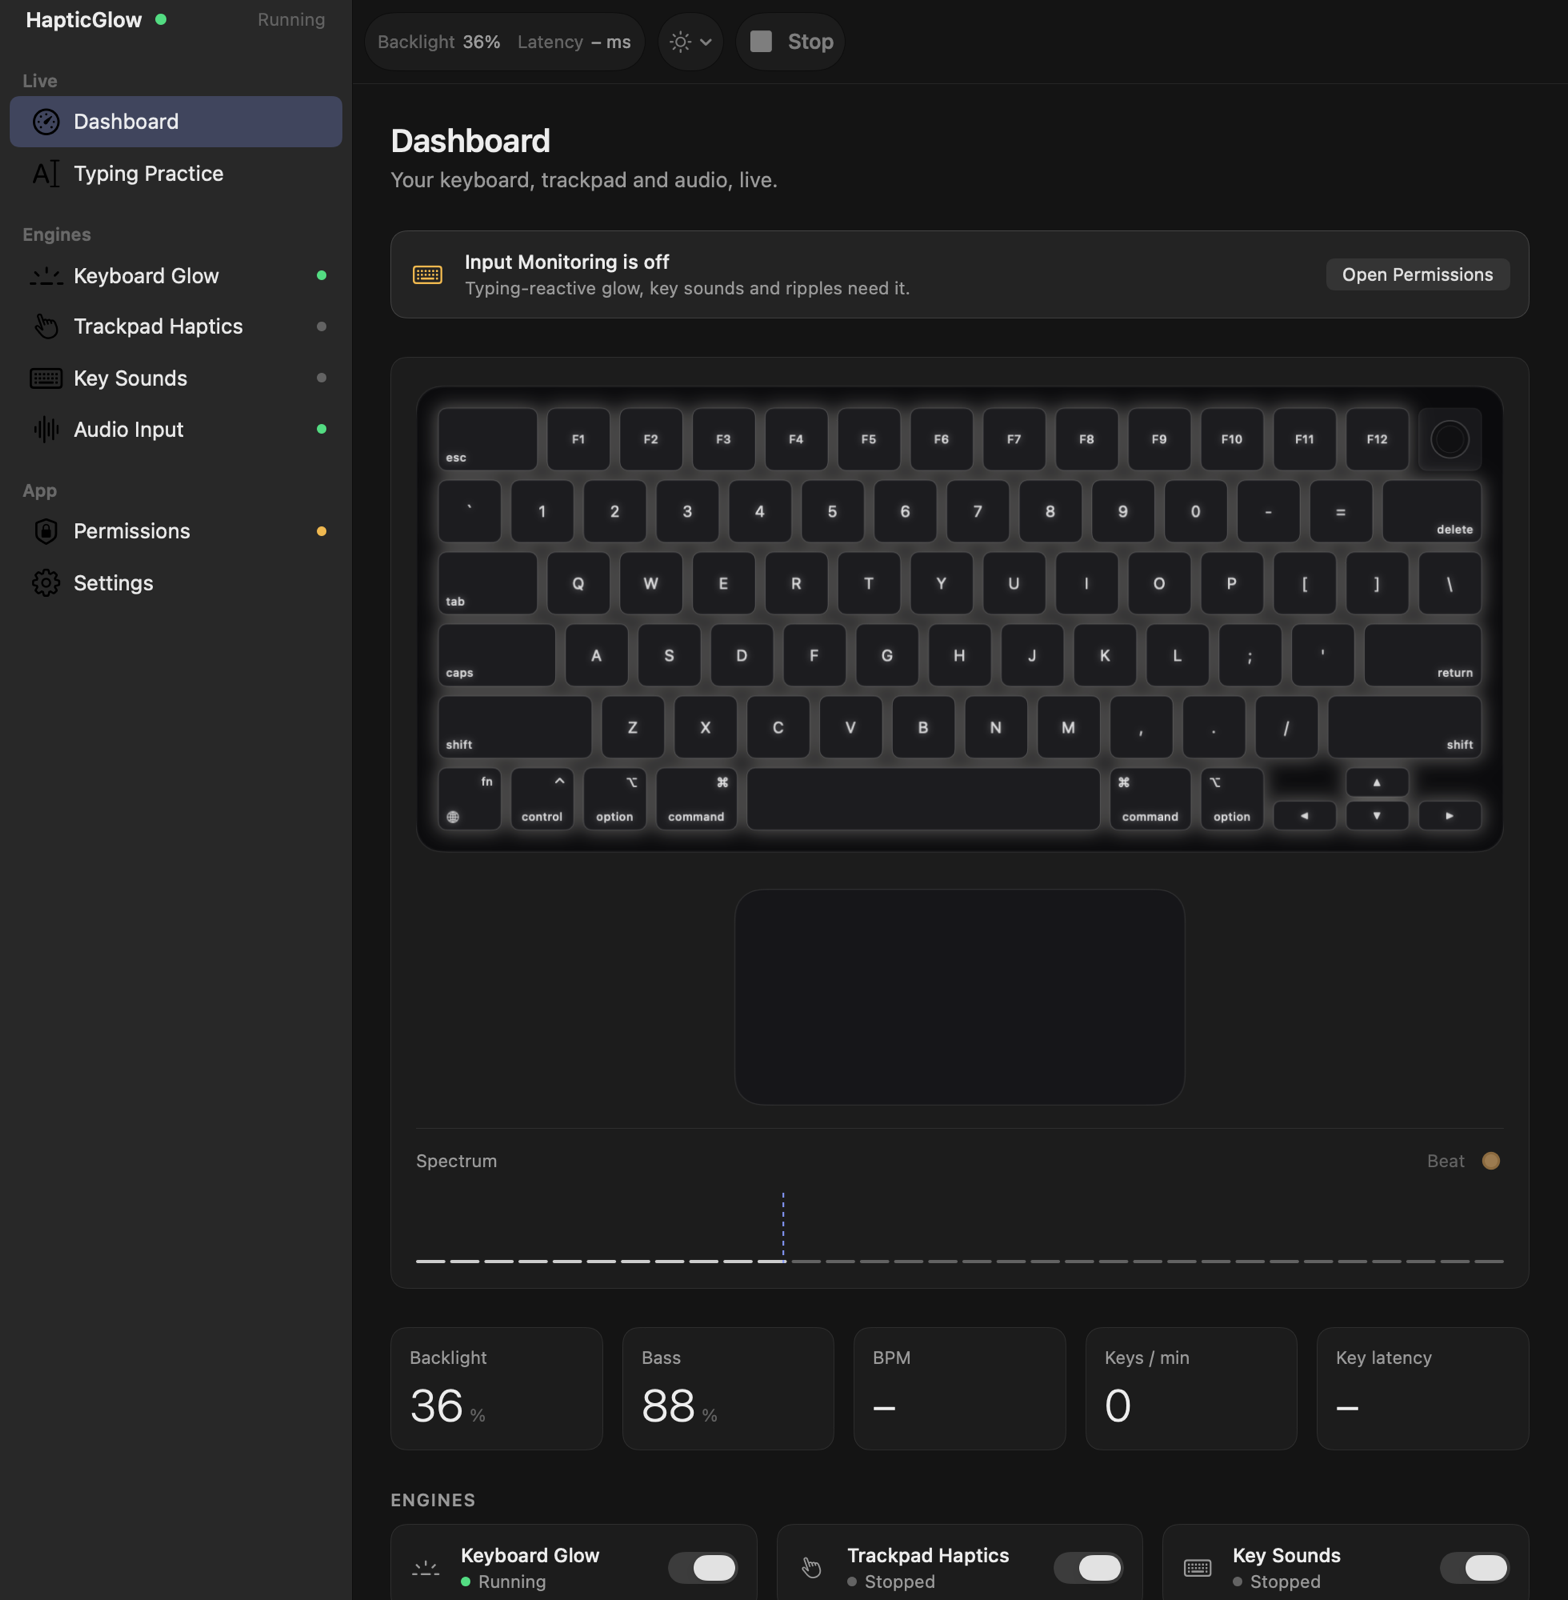 HapticGlow Running
Live
Dashboard
Typing Practice
Engines
Keyboard Glow
Trackpad Haptics
Key Sounds
Audio Input
App
Permissions
Settings
Backlight 36% Latency – ms Stop
Dashboard
Your keyboard, trackpad and audio, live.
Input Monitoring is off
Typing-reactive glow, key sounds and ripples need it.
Open Permissions
esc F1 F2 F3 F4 F5 F6 F7 F8 F9 F10 F11 F12
` 1 2 3 4 5 6 7 8 9 0 - = delete
tab Q W E R T Y U I O P [ ] \
caps A S D F G H J K L ; ' return
shift Z X C V B N M , . / shift
fn ^ ⌥ ⌘ ⌘ ⌥ ▲
control option command command option ◀ ▼ ▶
Spectrum Beat
Backlight
36 %
Bass
88 %
BPM
–
Keys / min
0
Key latency
–
ENGINES
Keyboard Glow
Running
Trackpad Haptics
Stopped
Key Sounds
Stopped